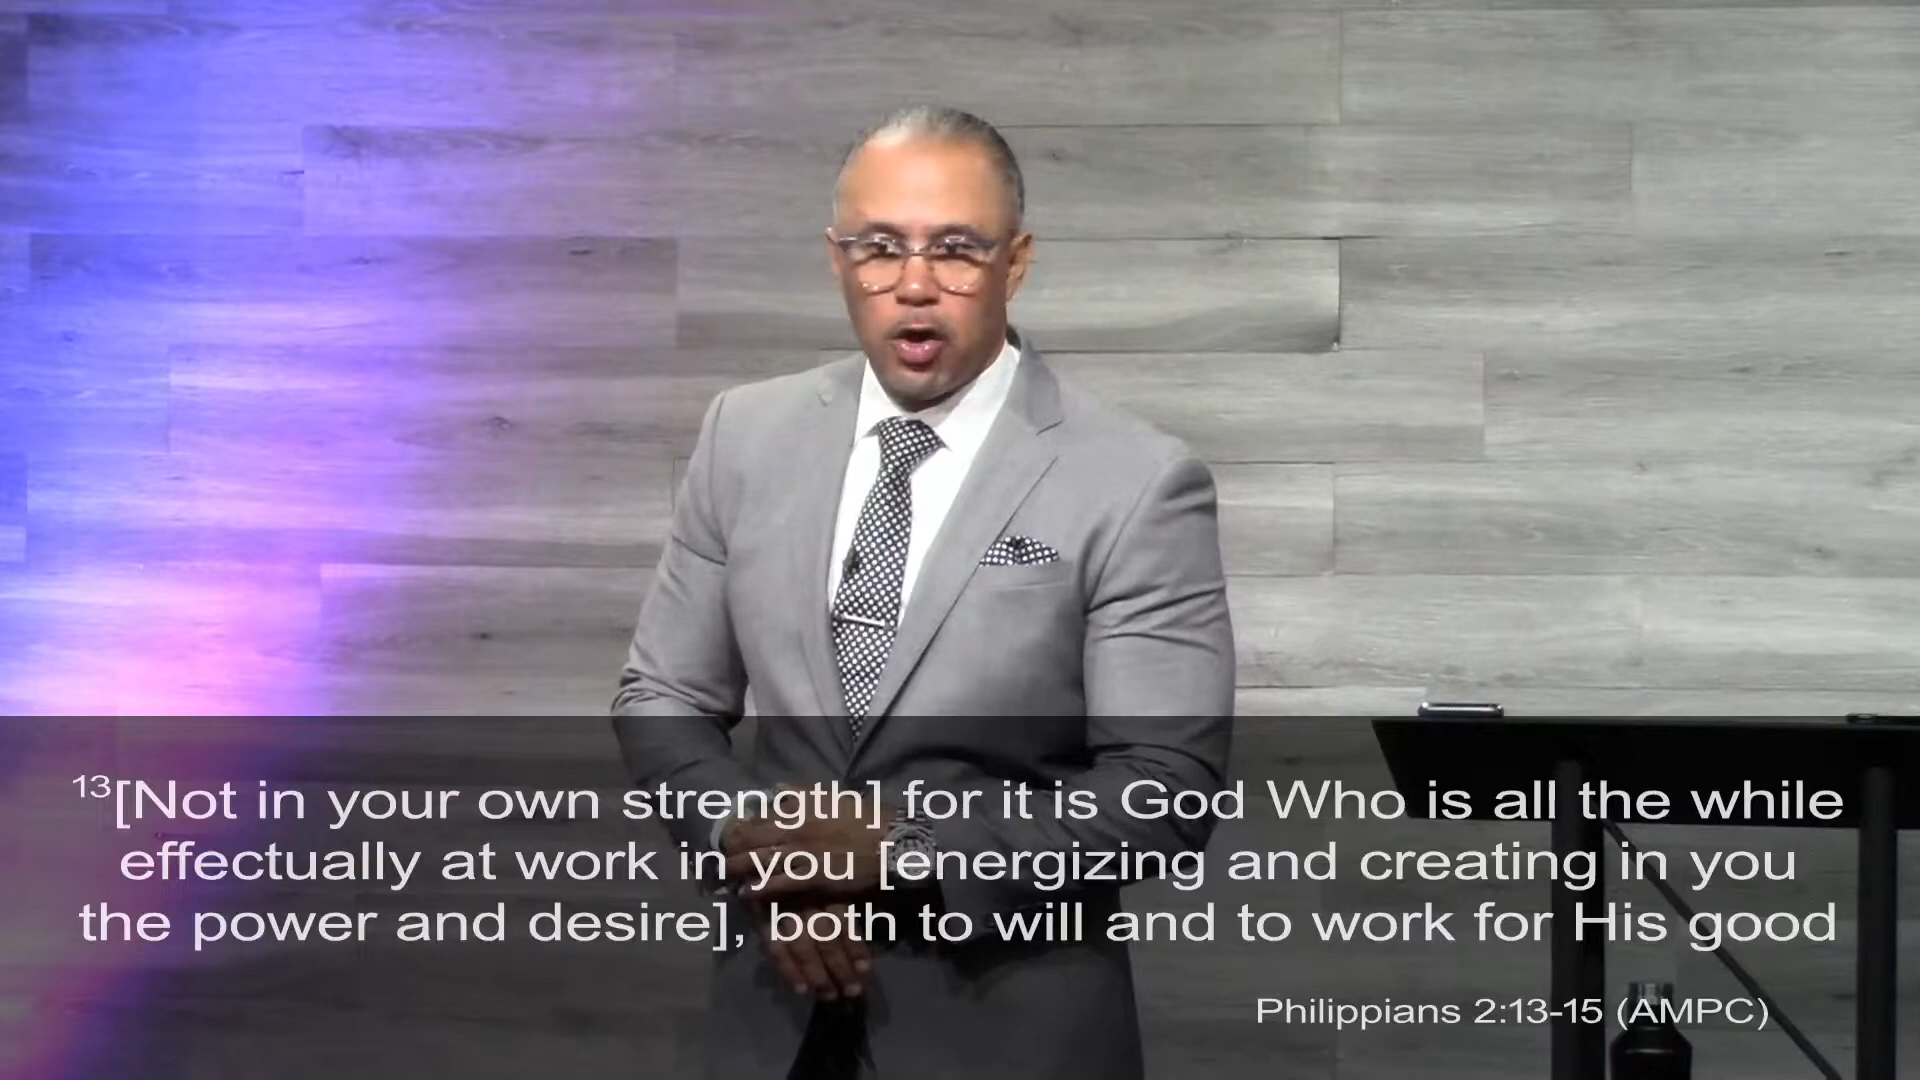 13[Not in your own strength] for it is God Who is all the while
effectually at work in you [energizing and creating in you
the power and desire], both to will and to work for His good
Philippians 2:13-15 (AMPC)